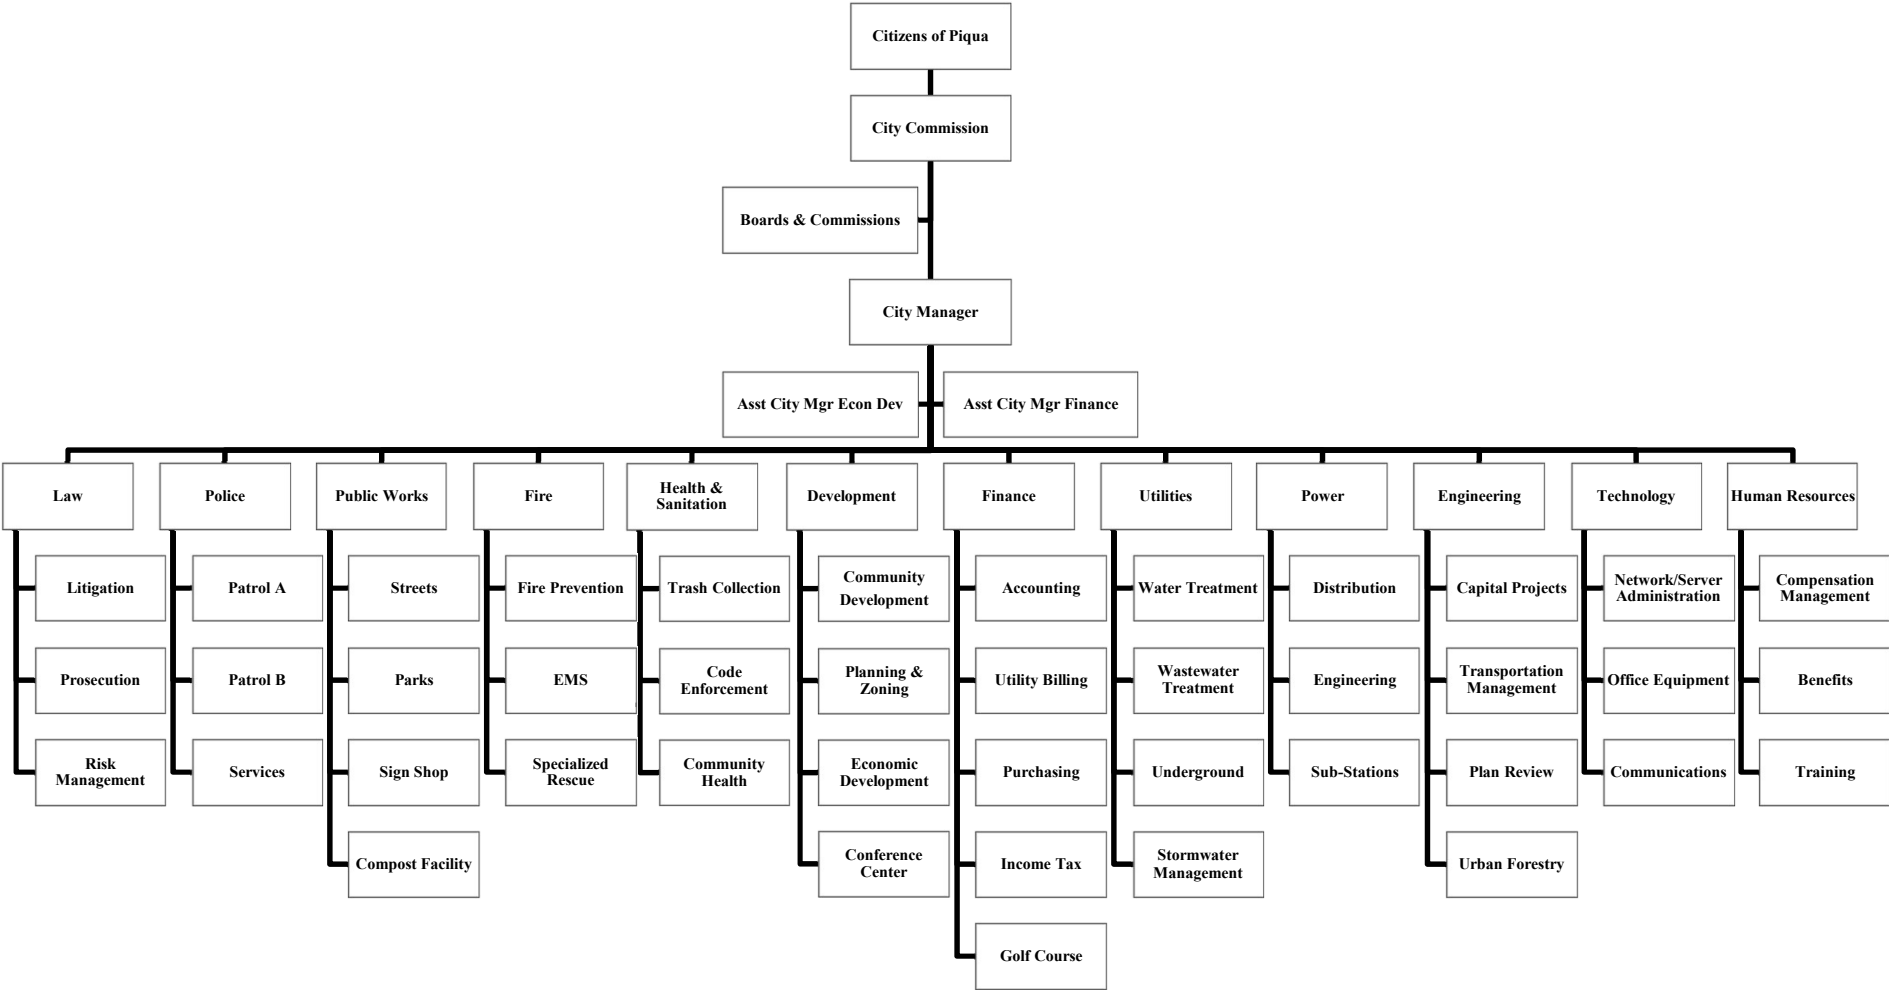 Citizens of Piqua
City Commission
Boards & Commissions
City Manager
Asst City Mgr Econ Dev
Asst City Mgr Finance
Law
Police
Public Works
Fire
Health &
Sanitation
Development
Finance
Utilities
Power
Engineering
Technology
Human Resources
Litigation
Patrol A
Streets
Fire Prevention
Trash Collection
Community
Development
Accounting
Water Treatment
Distribution
Capital Projects
Network/Server
Administration
Compensation
Management
Prosecution
Patrol B
Parks
EMS
Code
Enforcement
Planning &
Zoning
Utility Billing
Wastewater
Treatment
Engineering
Transportation
Management
Office Equipment
Benefits
Risk
Management
Services
Sign Shop
Specialized
Rescue
Community
Health
Economic
Development
Purchasing
Underground
Sub-Stations
Plan Review
Communications
Training
Compost Facility
Conference
Center
Income Tax
Stormwater
Management
Urban Forestry
Golf Course